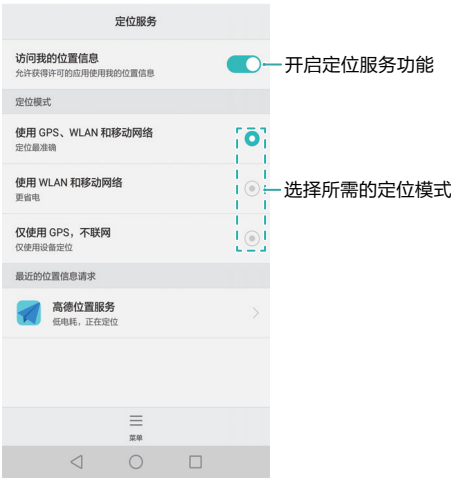 定位服务
访问我的位置信息
允许获得许可的应用使用我的位置信息
开启定位服务功能
定位模式
使用 GPS、WLAN 和移动网络
定位最准确
使用 WLAN 和移动网络
更省电
选择所需的定位模式
仅使用 GPS，不联网
仅使用设备定位
最近的位置信息请求
高德位置服务
低电耗，正在定位
菜单